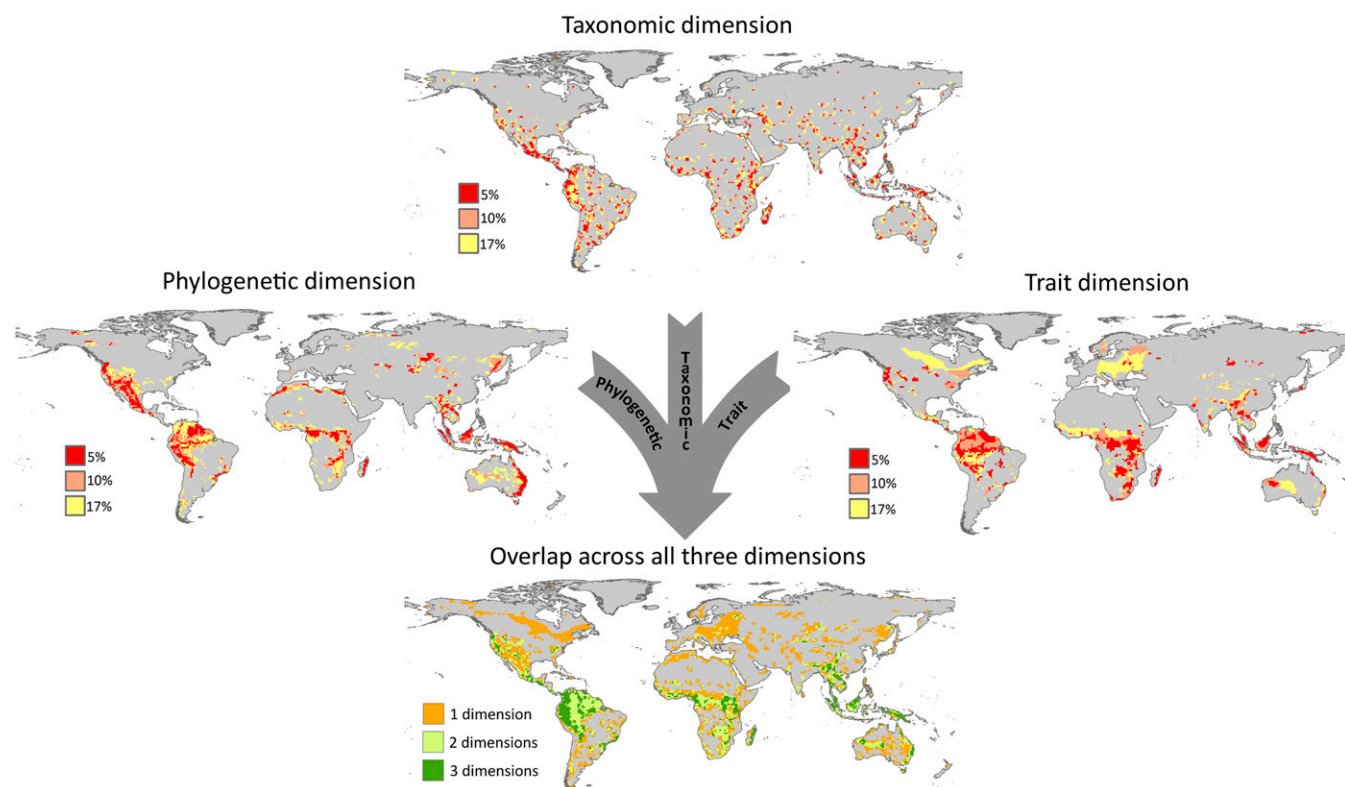 Taxonomic dimension
5%
10%
17%
Phylogenetic dimension
5%
10%
17%
Trait dimension
5%
10%
17%
Phylogenetic
Taxonomic
Trait
Overlap across all three dimensions
1 dimension
2 dimensions
3 dimensions